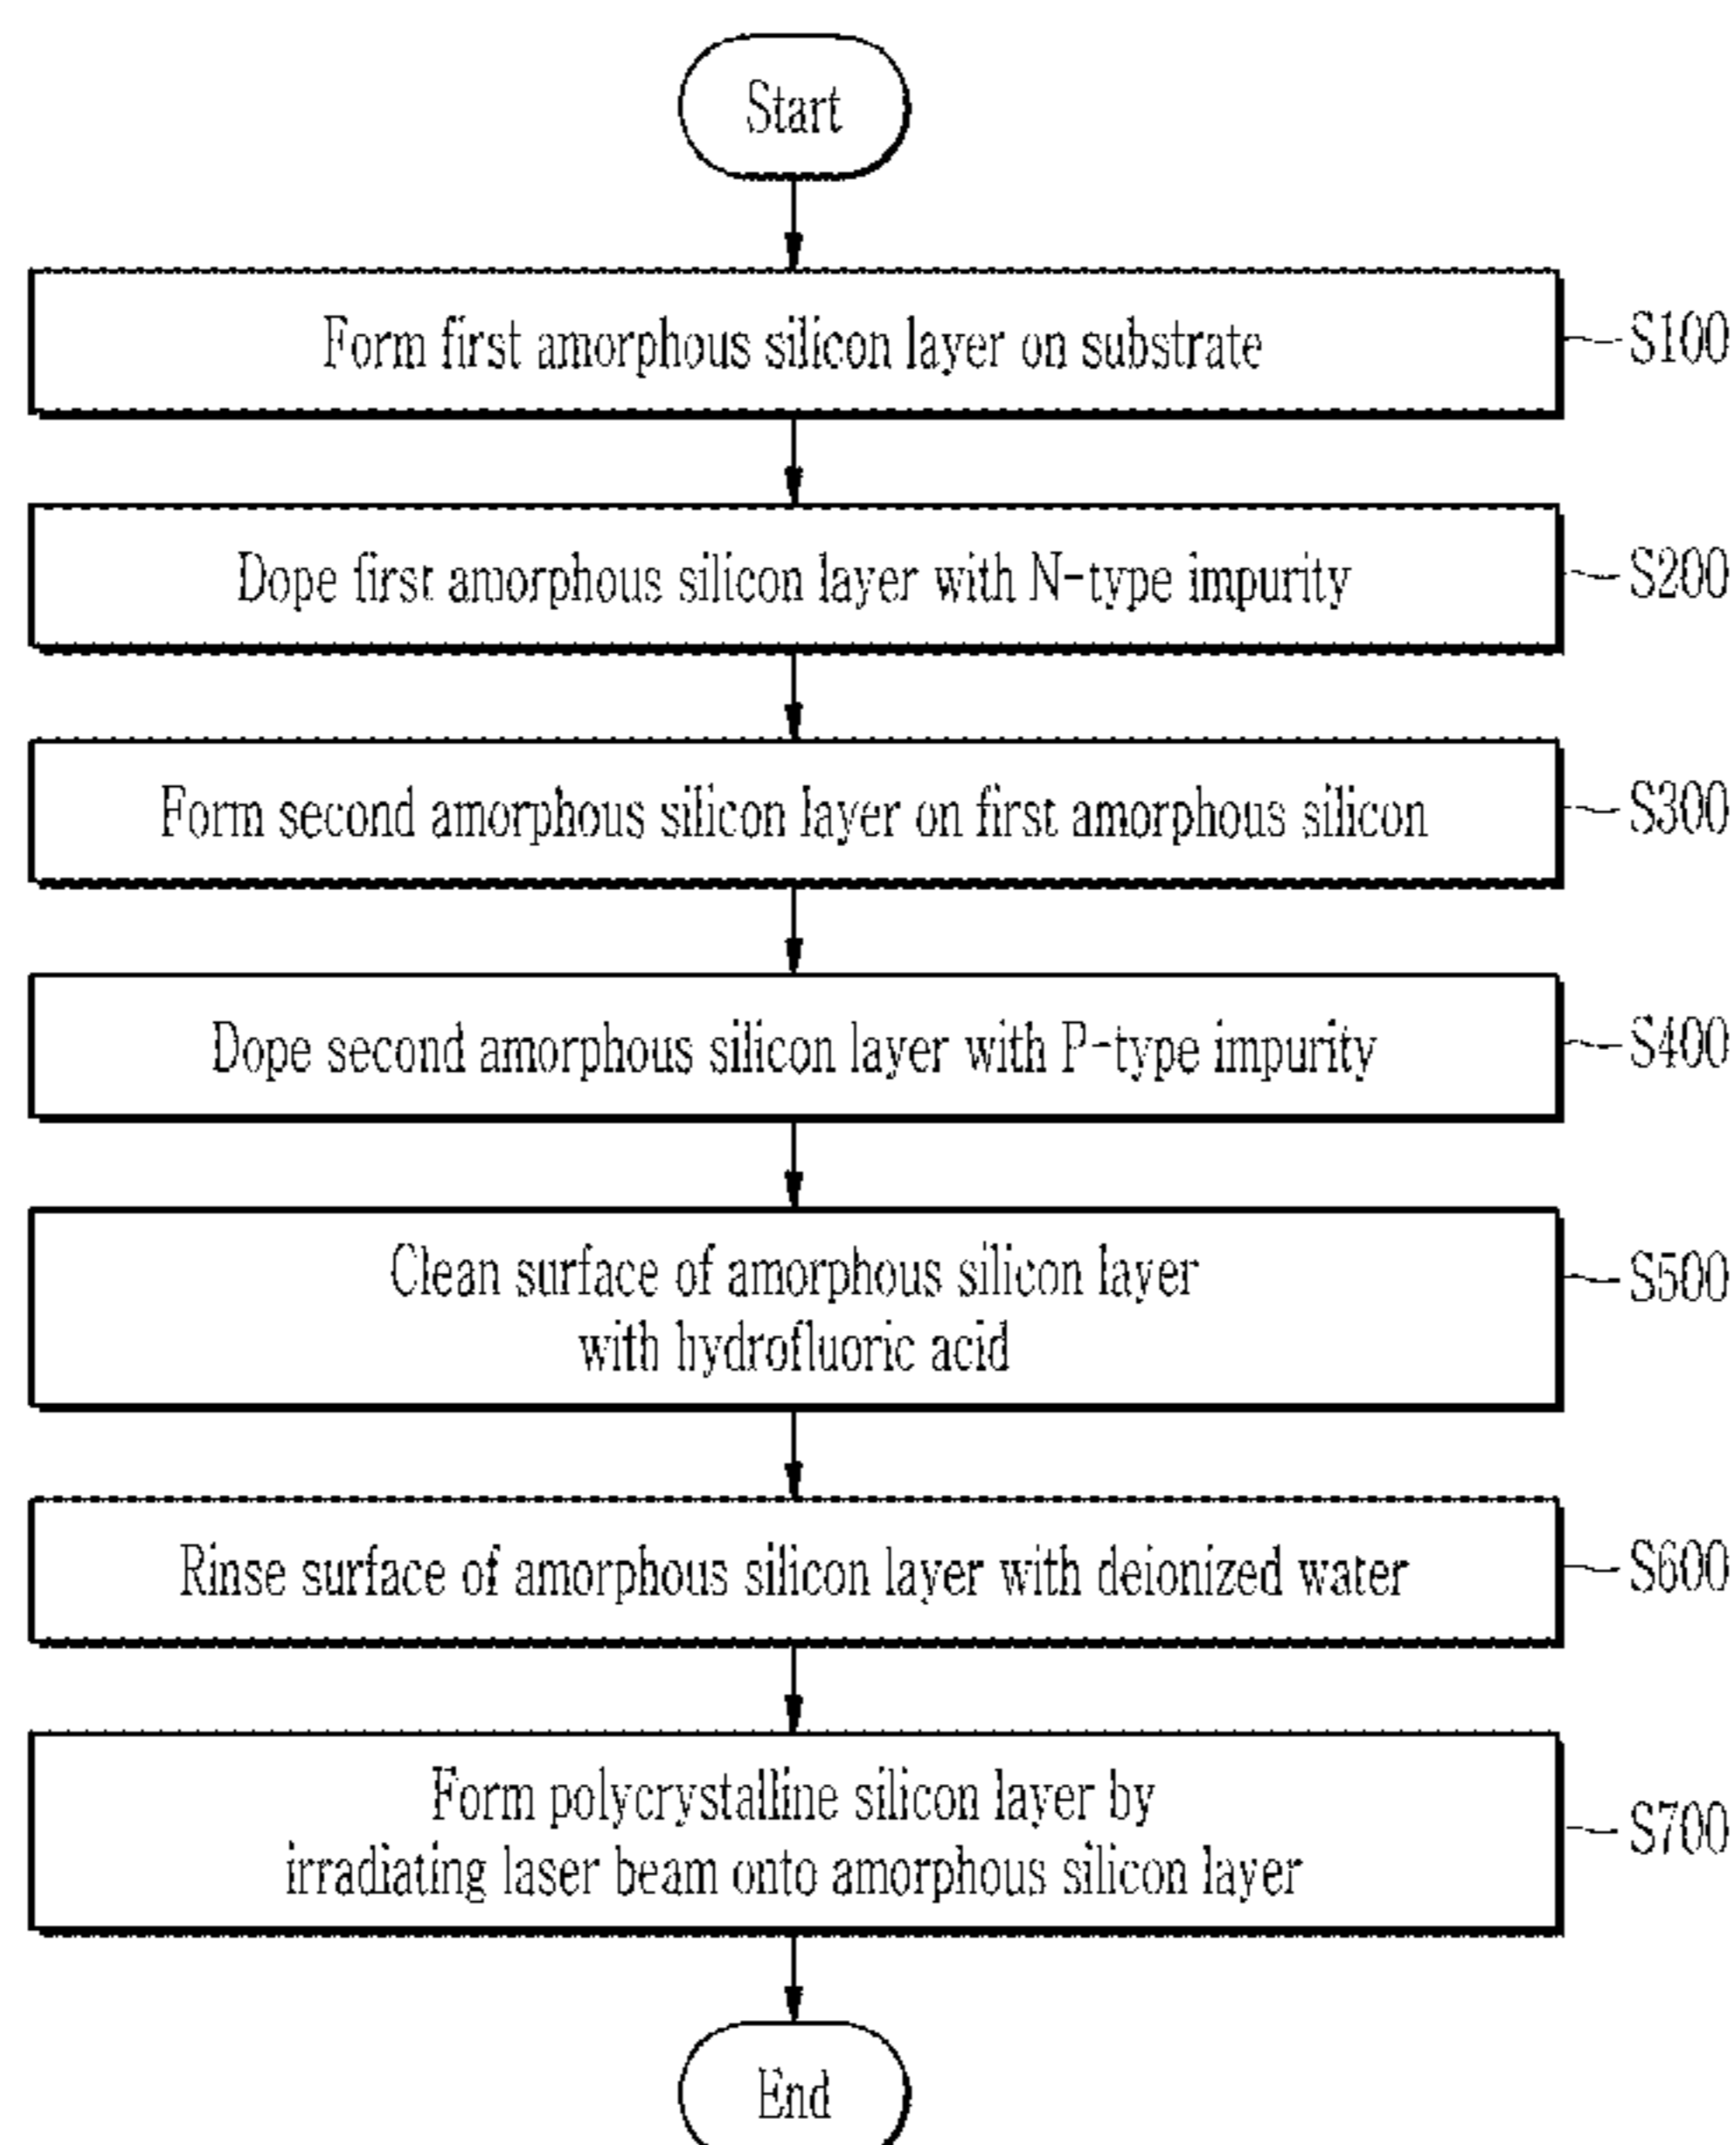 Start
Form first amorphous silicon layer on substrate
S100
Dope first amorphous silicon layer with N-type impurity
S200
Form second amorphous silicon layer on first amorphous silicon
S300
Dope second amorphous silicon layer with P-type impurity
S400
Clean surface of amorphous silicon layer
with hydrofluoric acid
S500
Rinse surface of amorphous silicon layer with deionized water
S600
Form polycrystalline silicon layer by
irradiating laser beam onto amorphous silicon layer
S700
End